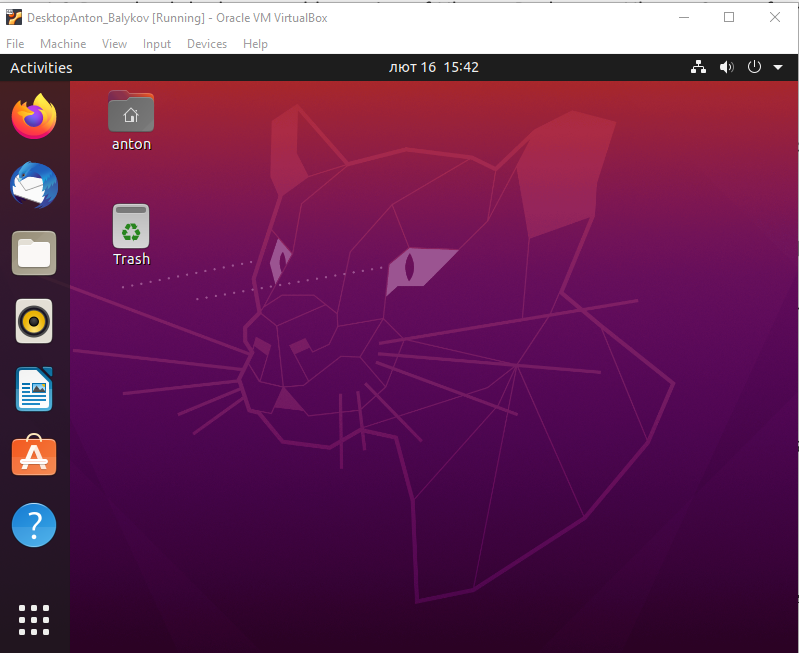 DesktopAnton_Balykov [Running] - Oracle VM VirtualBox
File Machine View Input Devices Help
Activities лют 16 15:42
anton
Trash